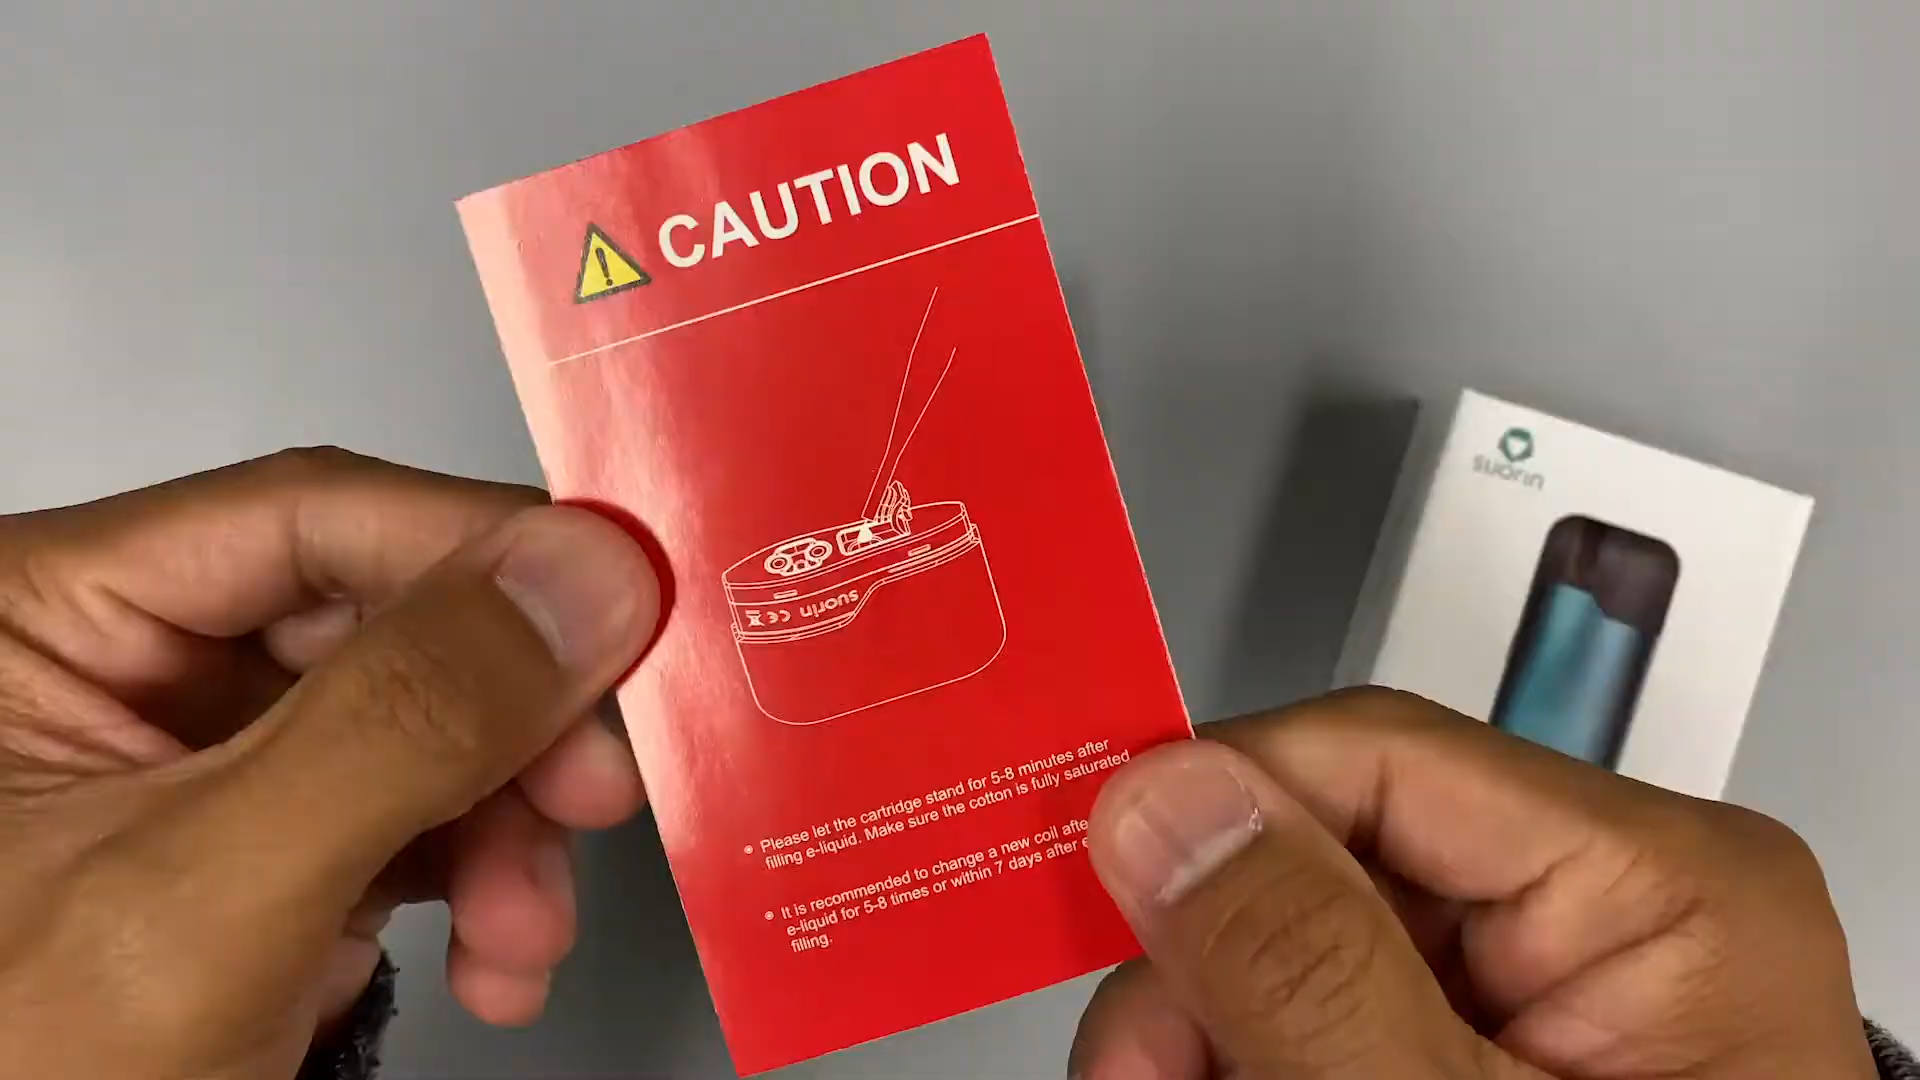 CAUTION
suorin
Please let the cartridge stand for 5-8 minutes after
filling e-liquid. Make sure the cotton is fully saturated
It is recommended to change a new coil
e-liquid for 5-8 times or within 7 days after
filling.
suorin